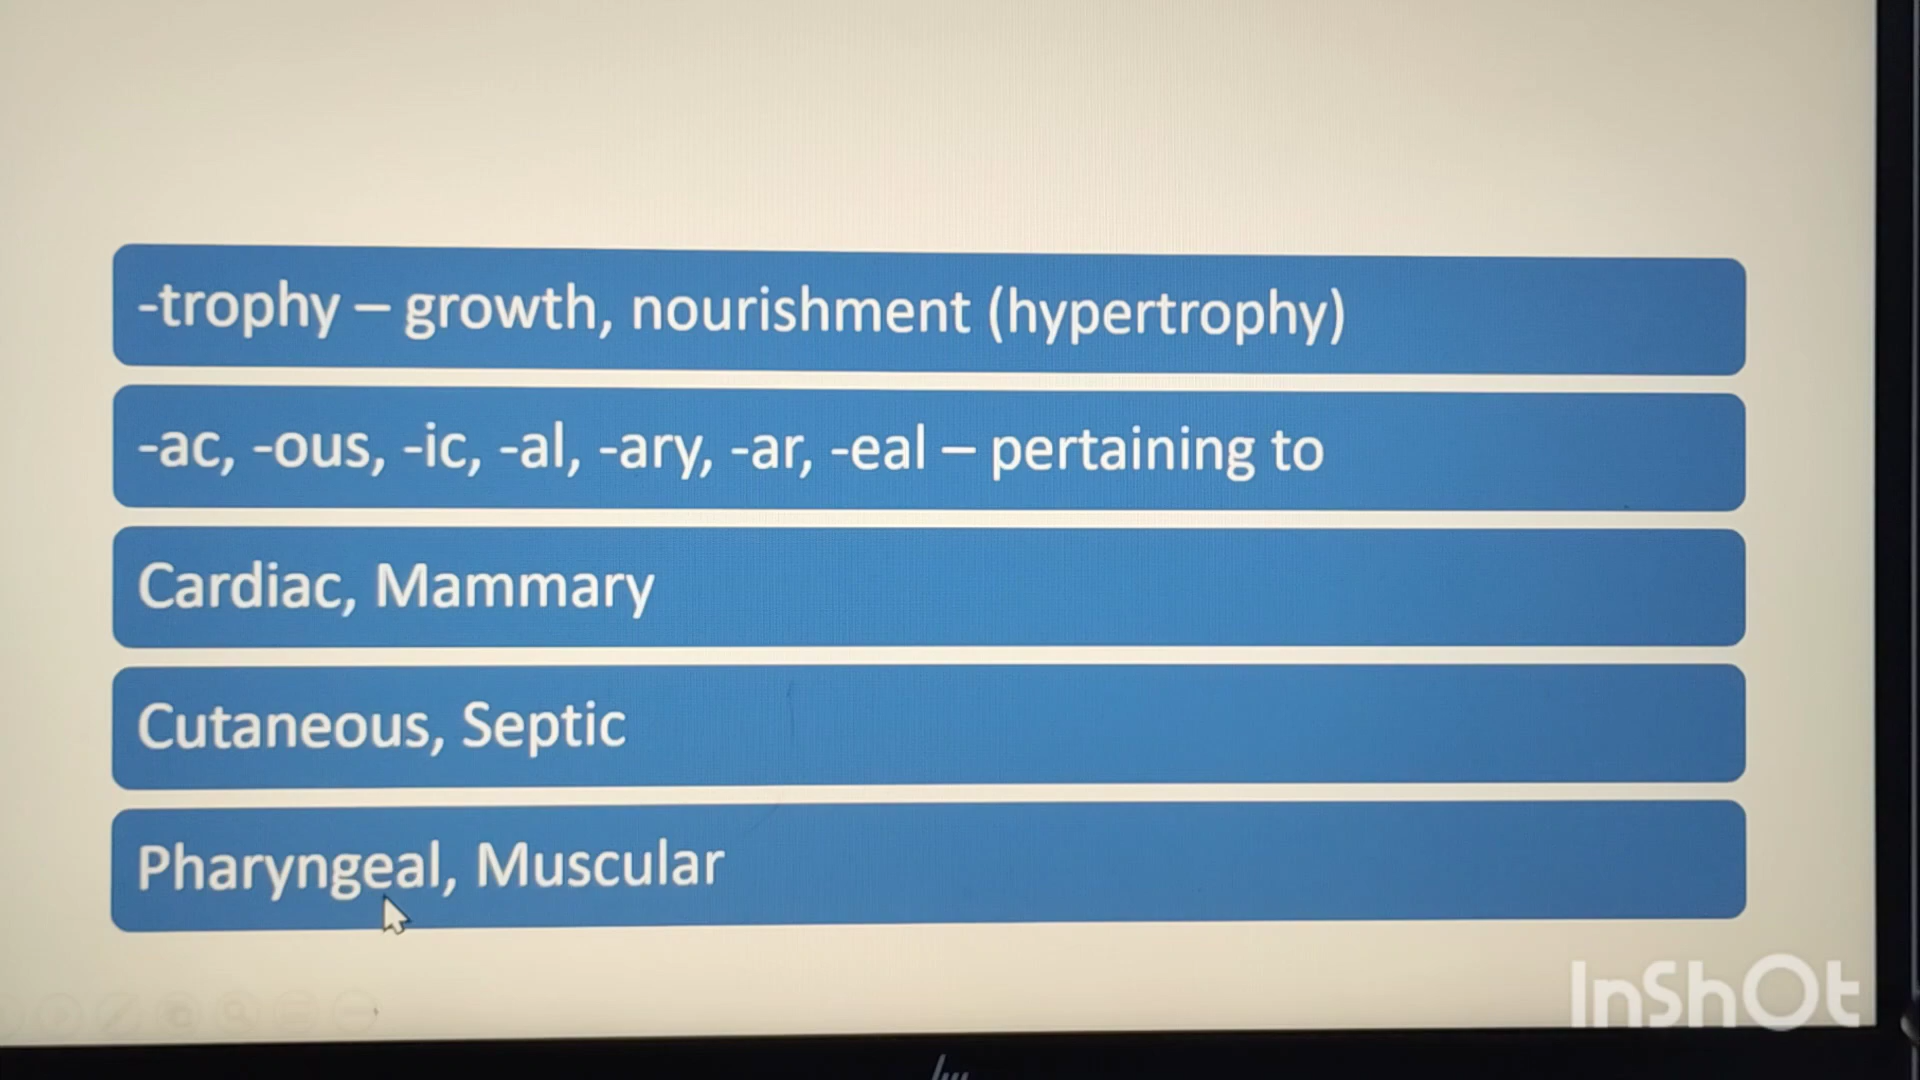 -trophy – growth, nourishment (hypertrophy)
-ac, -ous, -ic, -al, -ary, -ar, -eal – pertaining to
Cardiac, Mammary
Cutaneous, Septic
Pharyngeal, Muscular
InShOt
hp